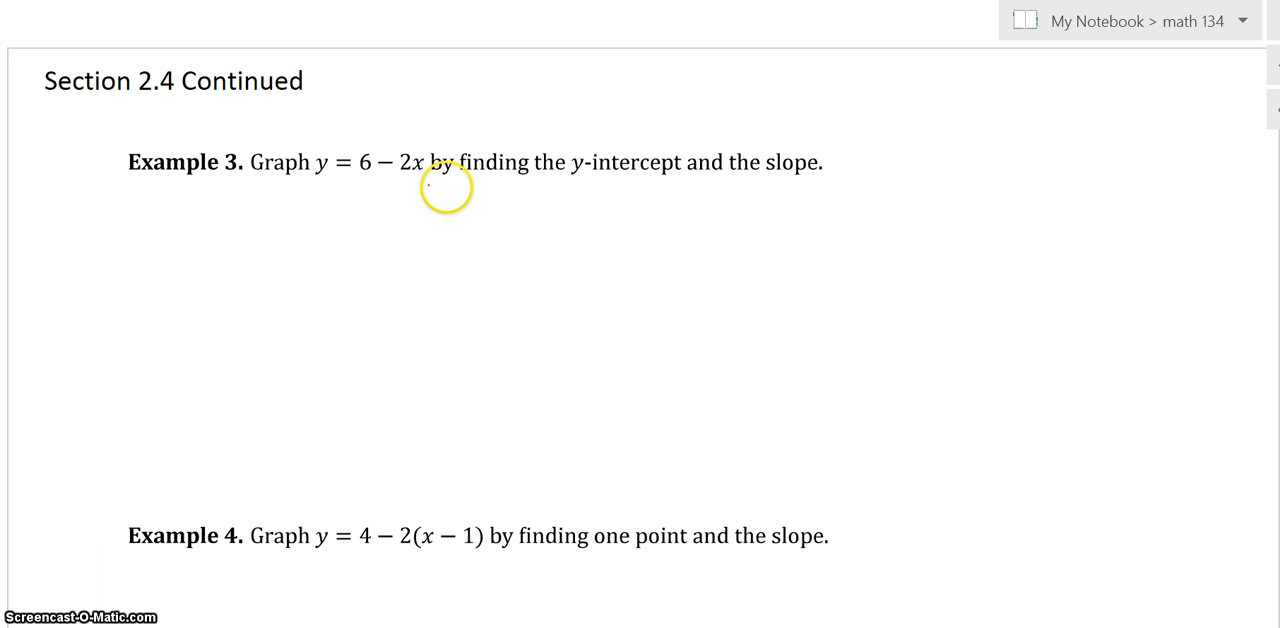 My Notebook > math 134
Section 2.4 Continued
Example 3. Graph y = 6 − 2x by finding the y-intercept and the slope.
Example 4. Graph y = 4 − 2(x − 1) by finding one point and the slope.
Screencast-O-Matic.com